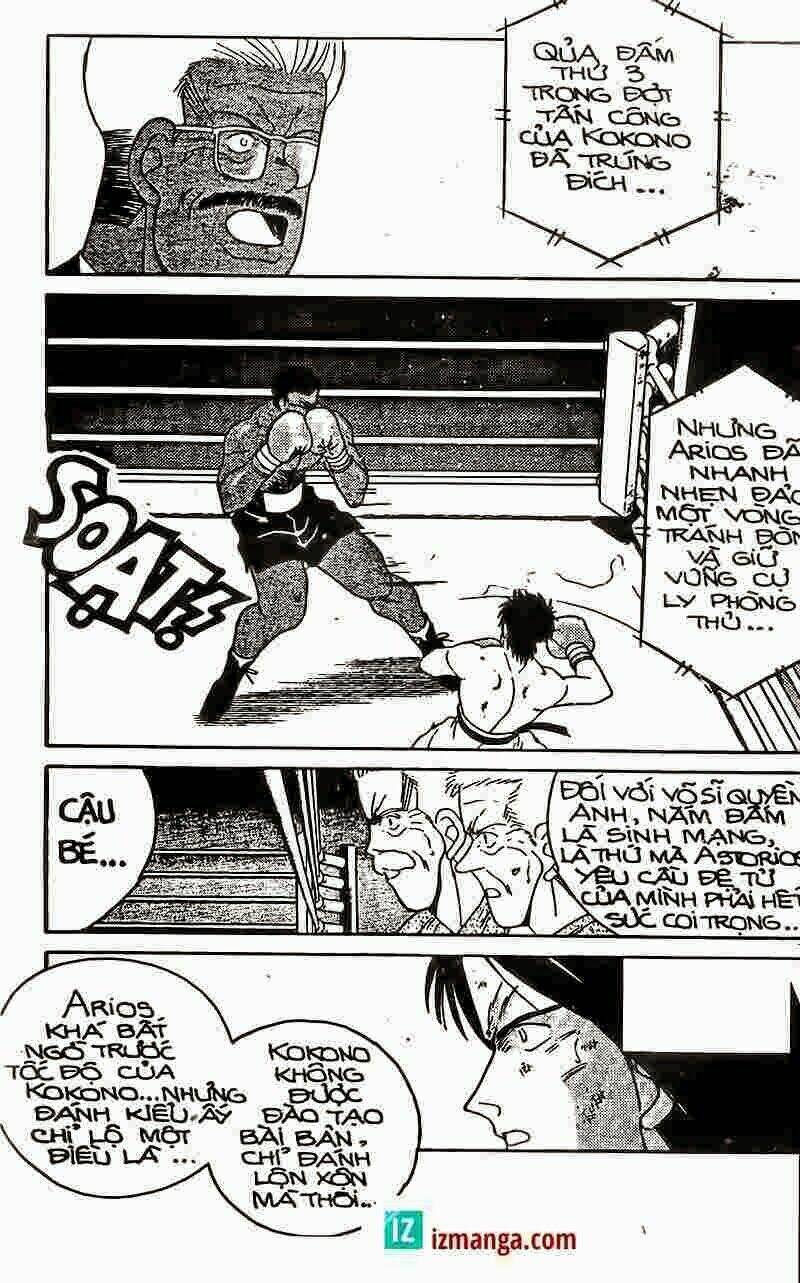 QỦA ĐẤM
THỨ 3
TRONG ĐỢT
TẤN CÔNG
CỦA KOKONO
ĐÃ TRÚNG
ĐÍCH...
NHƯNG
ARIOS ĐÃ
NHANH
NHẸN ĐẢO
MỘT VÒNG
TRÁNH ĐÒN
VÀ GIỮ
VỮNG CỰ
LY PHÒNG
THỦ...
SOẠT!
CẬU
BÉ...
ĐỐI VỚI VÕ SĨ QUYỀN
ANH, NẮM ĐẤM
LÀ SINH MẠNG,
LÀ THỨ MÀ ASTORIOS
YÊU CẦU ĐỆ TỬ
CỦA MÌNH PHẢI HẾT
SỨC COI TRỌNG...
ARIOS
KHÁ BẤT
NGỜ TRƯỚC
TỐC ĐỘ CỦA
KOKONO...NHƯNG
ĐÁNH KIỂU ẤY
CHỈ LỘ MỘT
ĐIỀU LÀ...
KOKONO
KHÔNG
ĐƯỢC
ĐÀO TẠO
BÀI BẢN,
CHỈ ĐÁNH
LỘN XỘN
MÀ THÔI...
IZ izmanga.com